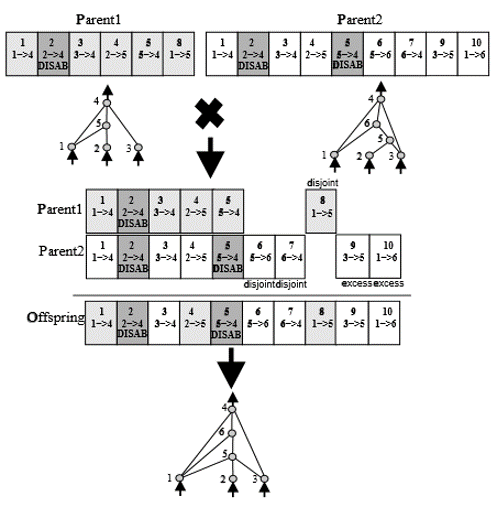 Parent1 Parent2
1 2 3 4 5 8 1 2 3 4 5 6 7 9 10
1->4 2->4 3->4 2->5 5->4 1->5 1->4 2->4 3->4 2->5 5->4 5->6 6->4 3->5 1->6
DISAB DISAB DISAB
4 4
5 6
5
1 2 3 1 2 3
disjoint
Parent1 1 2 3 4 5 8
1->4 2->4 3->4 2->5 5->4 1->5
DISAB
Parent2 1 2 3 4 5 6 7 9 10
1->4 2->4 3->4 2->5 5->4 5->6 6->4 3->5 1->6
DISAB DISAB
disjoint disjoint excess excess
Offspring 1 2 3 4 5 6 7 8 9 10
1->4 2->4 3->4 2->5 5->4 5->6 6->4 1->5 3->5 1->6
DISAB DISAB
4
6
5
1 2 3